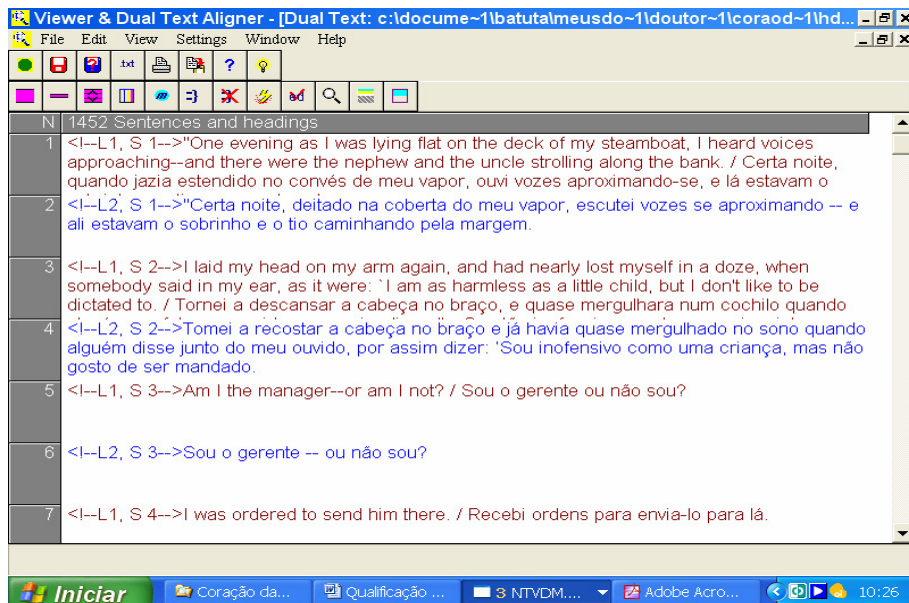 Viewer & Dual Text Aligner - [Dual Text: c:\docume~1\batuta\meusdo~1\doutor~1\coraod~1\hd...
File Edit View Settings Window Help
.txt
N 1452 Sentences and headings
1 <!--L1, S 1-->"One evening as I was lying flat on the deck of my steamboat, I heard voices
approaching--and there were the nephew and the uncle strolling along the bank. / Certa noite,
quando jazia estendido no convés de meu vapor, ouvi vozes aproximando-se, e lá estavam o
2 <!--L2, S 1-->"Certa noite, deitado na coberta do meu vapor, escutei vozes se aproximando -- e
ali estavam o sobrinho e o tio caminhando pela margem.
3 <!--L1, S 2-->I laid my head on my arm again, and had nearly lost myself in a doze, when
somebody said in my ear, as it were: `I am as harmless as a little child, but I don't like to be
dictated to. / Tornei a descansar a cabeça no braço, e quase mergulhara num cochilo quando
4 <!--L2, S 2-->Tornei a recostar a cabeça no braço e já havia quase mergulhado no sono quando
alguém disse junto do meu ouvido, por assim dizer: 'Sou inofensivo como uma criança, mas não
gosto de ser mandado.
5 <!--L1, S 3-->Am I the manager--or am I not? / Sou o gerente ou não sou?
6 <!--L2, S 3-->Sou o gerente -- ou não sou?
7 <!--L1, S 4-->I was ordered to send him there. / Recebi ordens para envia-lo para lá.
Iniciar Coração da... Qualificação ... 3 NTVDM.... Adobe Acro... 10:26